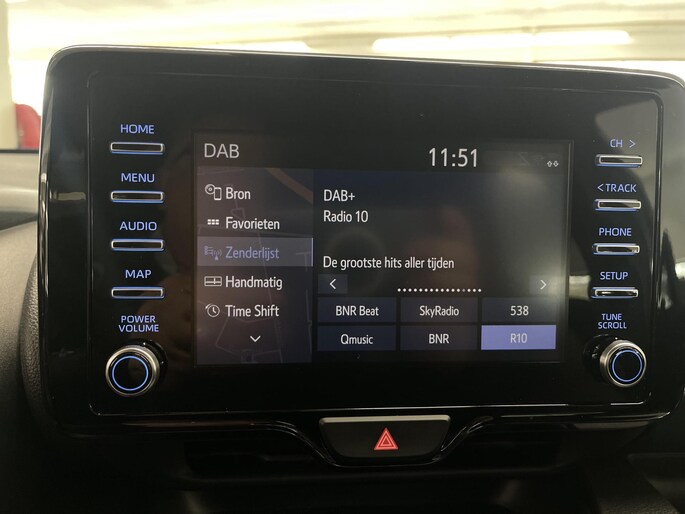 HOME
MENU
AUDIO
MAP
POWER
VOLUME
DAB
11:51
Bron
Favorieten
Zenderlijst
Handmatig
Time Shift
DAB+
Radio 10
De grootste hits aller tijden
BNR Beat
SkyRadio
538
Qmusic
BNR
R10
CH >
< TRACK
PHONE
SETUP
TUNE
SCROLL